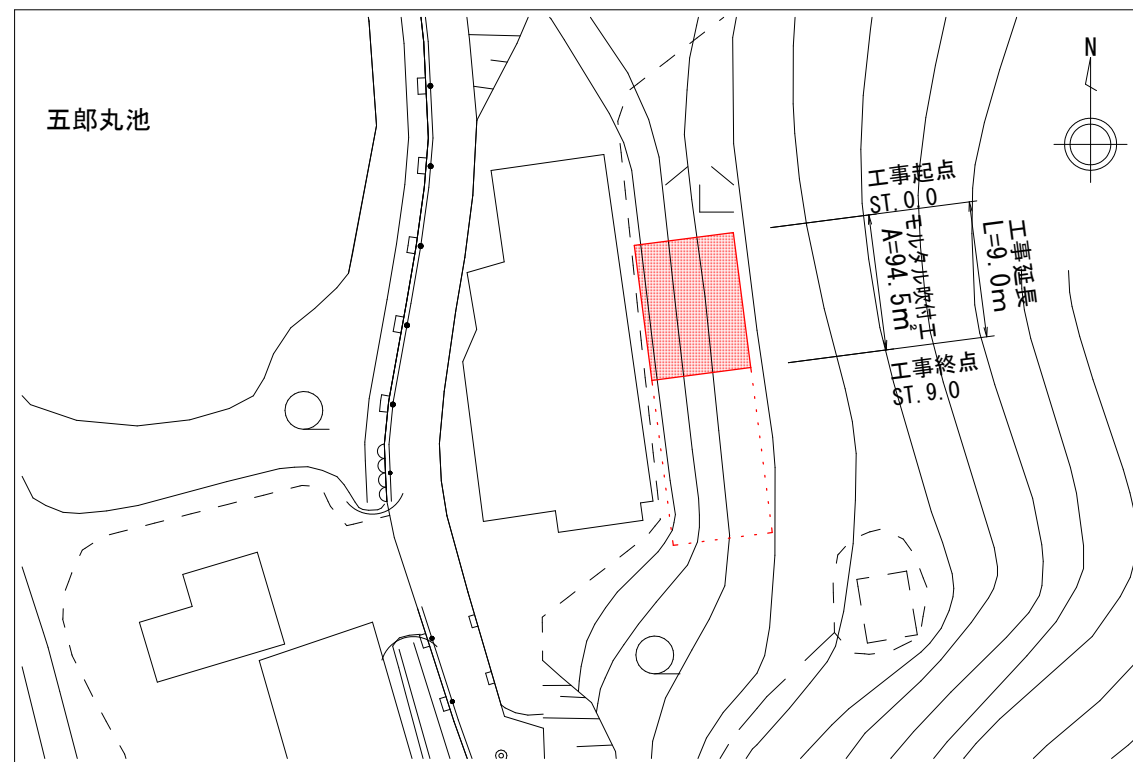 五郎丸池
N
工事起点
ST.0.0
モルタル吹付工
A=94.5㎡
工事延長
L=9.0m
工事終点
ST.9.0